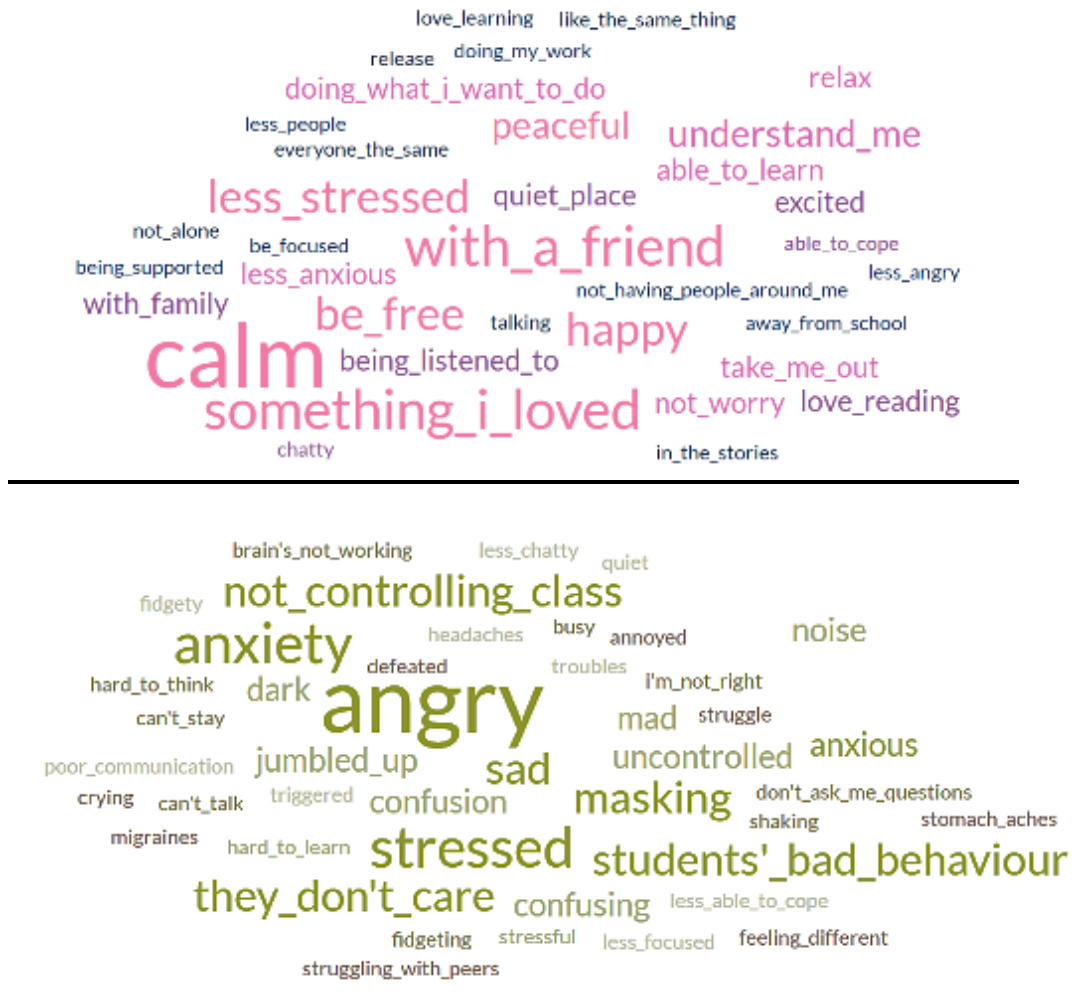 love_learning like_the_same_thing
release doing_my_work
doing_what_i_want_to_do relax
less_people peaceful understand_me
everyone_the_same
able_to_learn
less_stressed quiet_place excited
not_alone be_focused with_a_friend able_to_cope
being_supported less_anxious less_angry
not_having_people_around_me
with_family be_free talking happy away_from_school
calm being_listened_to take_me_out
something_i_loved not_worry love_reading
chatty in_the_stories
brain's_not_working less_chatty quiet
fidgety not_controlling_class
anxiety headaches busy annoyed noise
defeated troubles
hard_to_think dark angry i'm_not_right
can't_stay mad struggle
poor_communication jumbled_up sad uncontrolled anxious
crying can't_talk triggered confusion masking don't_ask_me_questions
shaking stomach_aches
migraines hard_to_learn stressed students'_bad_behaviour
they_don't_care confusing less_able_to_cope
fidgeting stressful less_focused feeling_different
struggling_with_peers